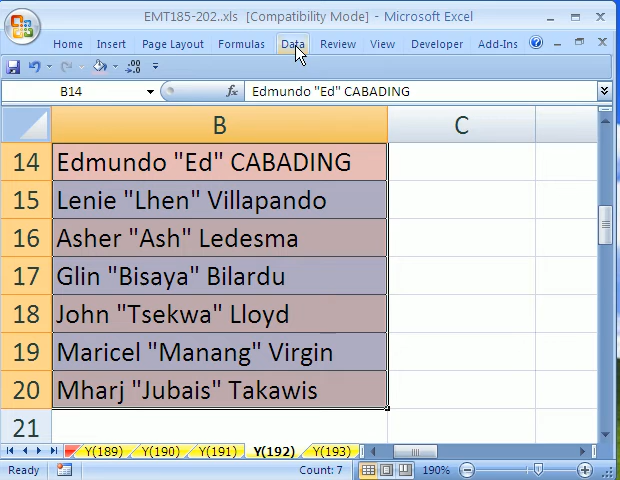 EMT185-202..xls [Compatibility Mode] - Microsoft Excel
Home Insert Page Layout Formulas Data Review View Developer Add-Ins
B14 fx Edmundo "Ed" CABADING
B C
14 Edmundo "Ed" CABADING
15 Lenie "Lhen" Villapando
16 Asher "Ash" Ledesma
17 Glin "Bisaya" Bilardu
18 John "Tsekwa" Lloyd
19 Maricel "Manang" Virgin
20 Mharj "Jubais" Takawis
21
Y(189) Y(190) Y(191) Y(192) Y(193)
Ready Count: 7 190%